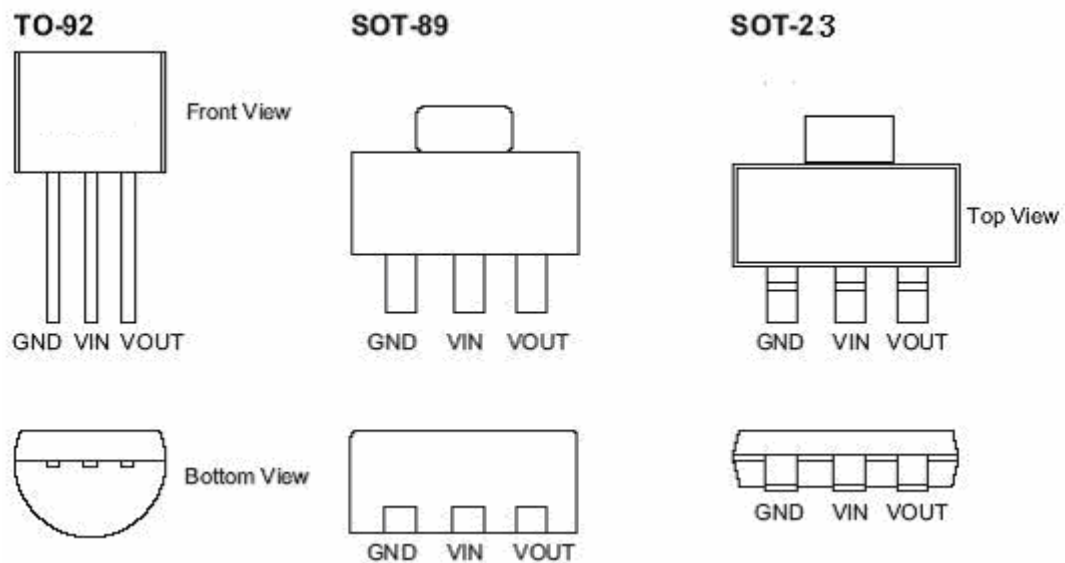 TO-92
SOT-89
SOT-23
Front View
Top View
GND VIN VOUT
GND VIN VOUT
GND VIN VOUT
Bottom View
GND VIN VOUT
GND VIN VOUT